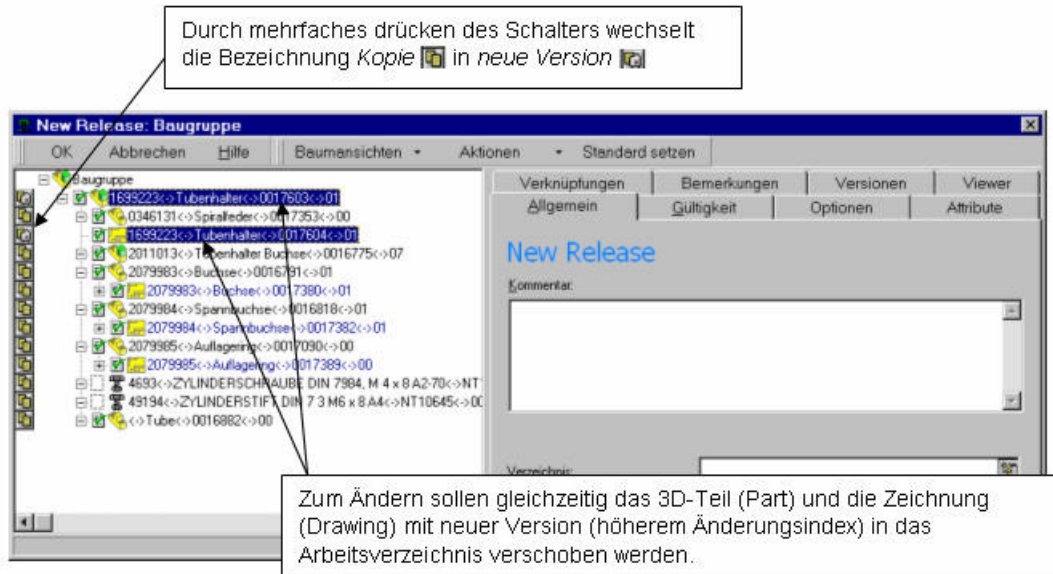 Durch mehrfaches drücken des Schalters wechselt
die Bezeichnung Kopie in neue Version
New Release: Baugruppe
OK Abbrechen Hilfe Baumansichten Aktionen Standard setzen
Baugruppe
1699223<->Tubenhalter<->0017603<->01
0346131<->Spiralfeder<->0017353<->00
1699223<->Tubenhalter<->0017604<->01
2011013<->Tubenhalter Buchse<->0016775<->07
2079983<->Buchse<->0016791<->01
2079983<->Buchse<->0017380<->01
2079984<->Spannbuchse<->0016818<->01
2079984<->Spannbuchse<->0017382<->01
2079985<->Auflagering<->0017090<->00
2079985<->Auflagering<->0017389<->00
4693<->ZYLINDERSCHRAUBE DIN 7984, M 4 x 8 A2-70<->NT1
49194<->ZYLINDERSTIFT DIN 7 3 M6 x 8 A4<->NT10645<->00
<->Tube<->0016882<->00
Verknüpfungen Bemerkungen Versionen Viewer
Allgemein Gültigkeit Optionen Attribute
New Release
Kommentar:
Verzeichnis:
Zum Ändern sollen gleichzeitig das 3D-Teil (Part) und die Zeichnung
(Drawing) mit neuer Version (höherem Änderungsindex) in das
Arbeitsverzeichnis verschoben werden.